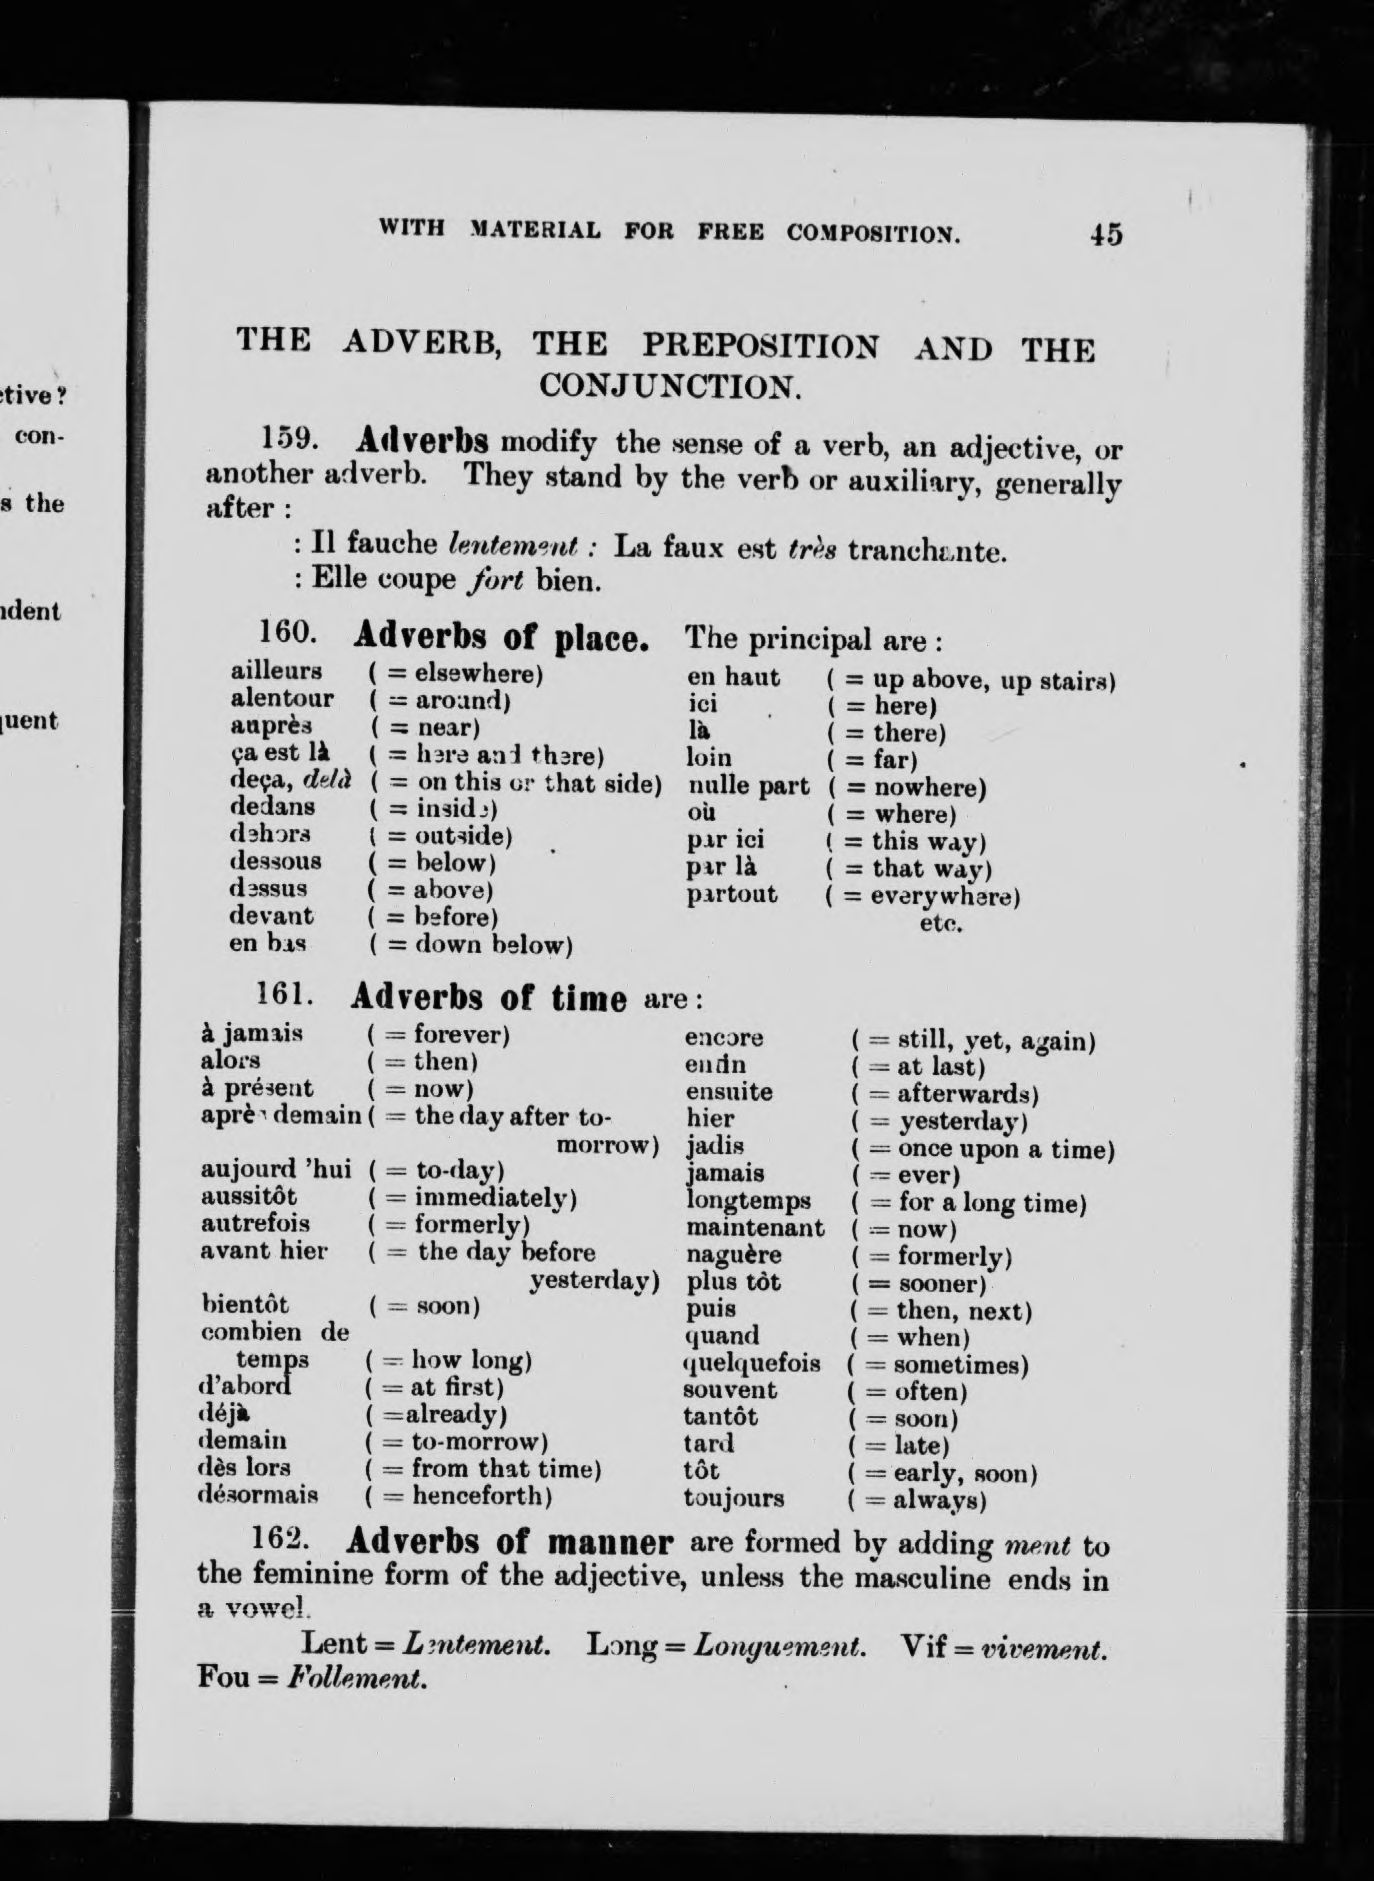 WITH MATERIAL FOR FREE COMPOSITION. 45
THE ADVERB, THE PREPOSITION AND THE
CONJUNCTION.
159. Adverbs modify the sense of a verb, an adjective, or
another adverb. They stand by the verb or auxiliary, generally
after :
: Il fauche lentement : La faux est très tranchante.
: Elle coupe fort bien.
160. Adverbs of place. The principal are :
ailleurs ( = elsewhere)
alentour ( = around)
auprès ( = near)
ça est là ( = here and there)
deça, delà ( = on this or that side)
dedans ( = inside)
dehors ( = outside)
dessous ( = below)
dessus ( = above)
devant ( = before)
en bas ( = down below)
en haut ( = up above, up stairs)
ici ( = here)
là ( = there)
loin ( = far)
nulle part ( = nowhere)
où ( = where)
par ici ( = this way)
par là ( = that way)
partout ( = everywhere)
etc.
161. Adverbs of time are :
à jamais ( = forever)
alors ( = then)
à présent ( = now)
après demain ( = the day after to-
morrow)
aujourd 'hui ( = to-day)
aussitôt ( = immediately)
autrefois ( = formerly)
avant hier ( = the day before
yesterday)
bientôt ( = soon)
combien de
temps ( = how long)
d'abord ( = at first)
déjà ( =already)
demain ( = to-morrow)
dès lors ( = from that time)
désormais ( = henceforth)
encore ( = still, yet, again)
enfin ( = at last)
ensuite ( = afterwards)
hier ( = yesterday)
jadis ( = once upon a time)
jamais ( = ever)
longtemps ( = for a long time)
maintenant ( = now)
naguère ( = formerly)
plus tôt ( = sooner)
puis ( = then, next)
quand ( = when)
quelquefois ( = sometimes)
souvent ( = often)
tantôt ( = soon)
tard ( = late)
tôt ( = early, soon)
toujours ( = always)
162. Adverbs of manner are formed by adding ment to
the feminine form of the adjective, unless the masculine ends in
a vowel.
Lent = Lentement. Long = Longuement. Vif = vivement.
Fou = Follement.